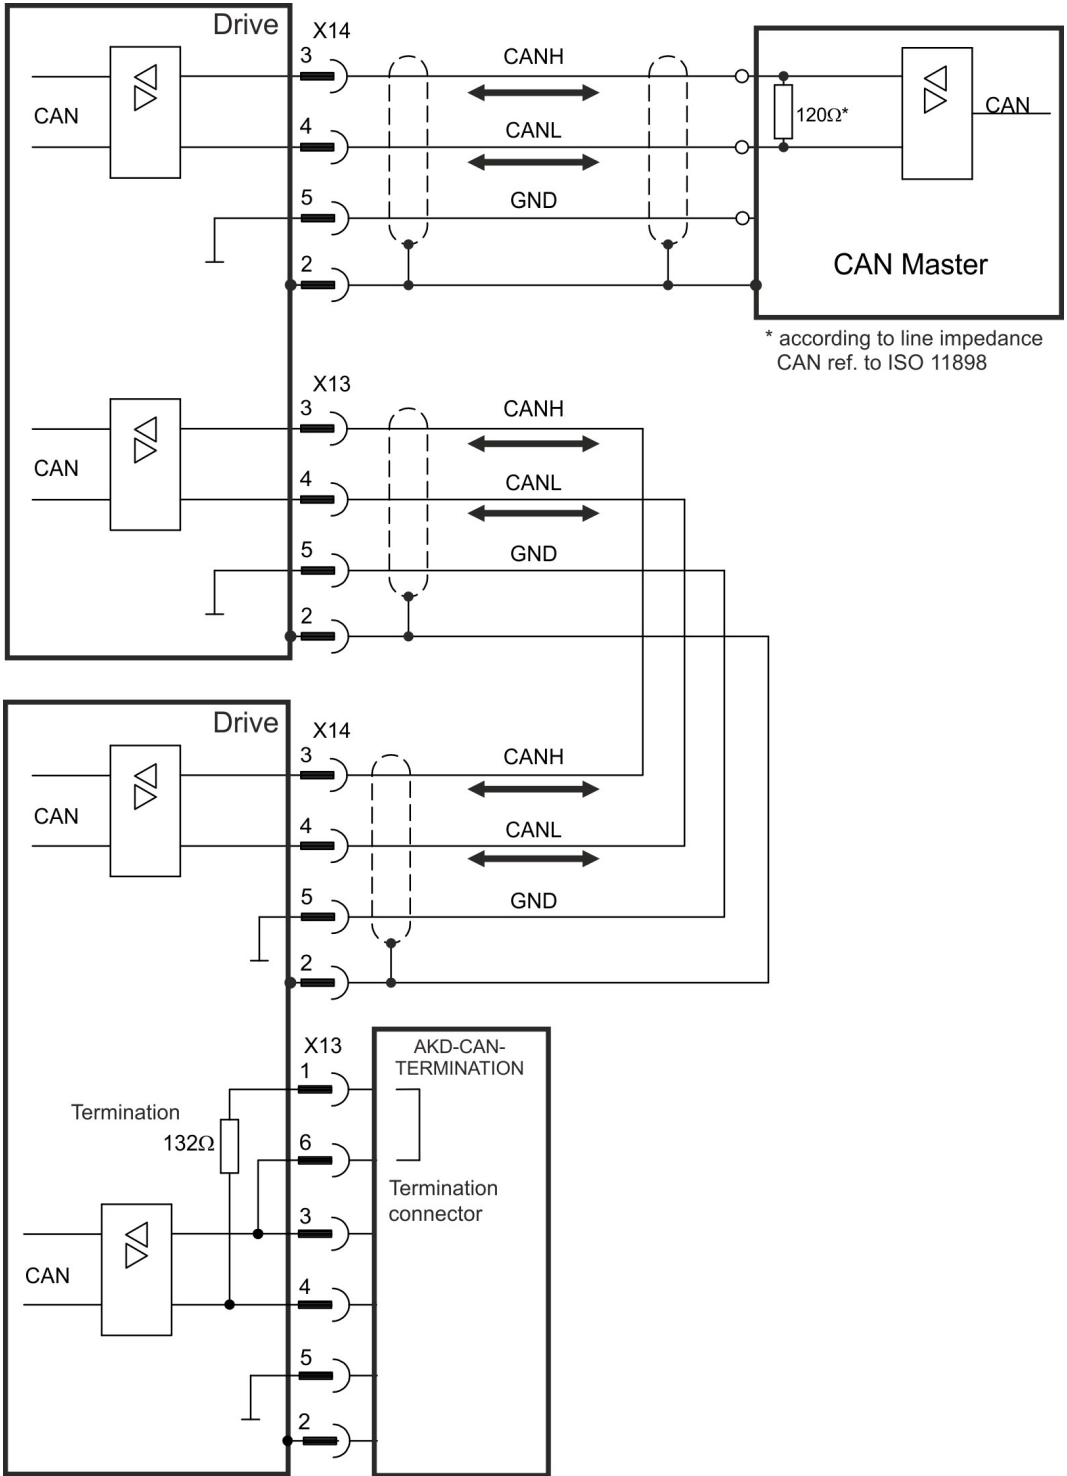 Drive
X14
3
CANH
CAN
120Ω*
CAN
4
CANL
5
GND
2
CAN Master
* according to line impedance
CAN ref. to ISO 11898
X13
3
CANH
CAN
4
CANL
5
GND
2
Drive
X14
3
CANH
CAN
4
CANL
5
GND
2
X13
AKD-CAN-
TERMINATION
1
Termination
132Ω
6
Termination
connector
3
CAN
4
5
2